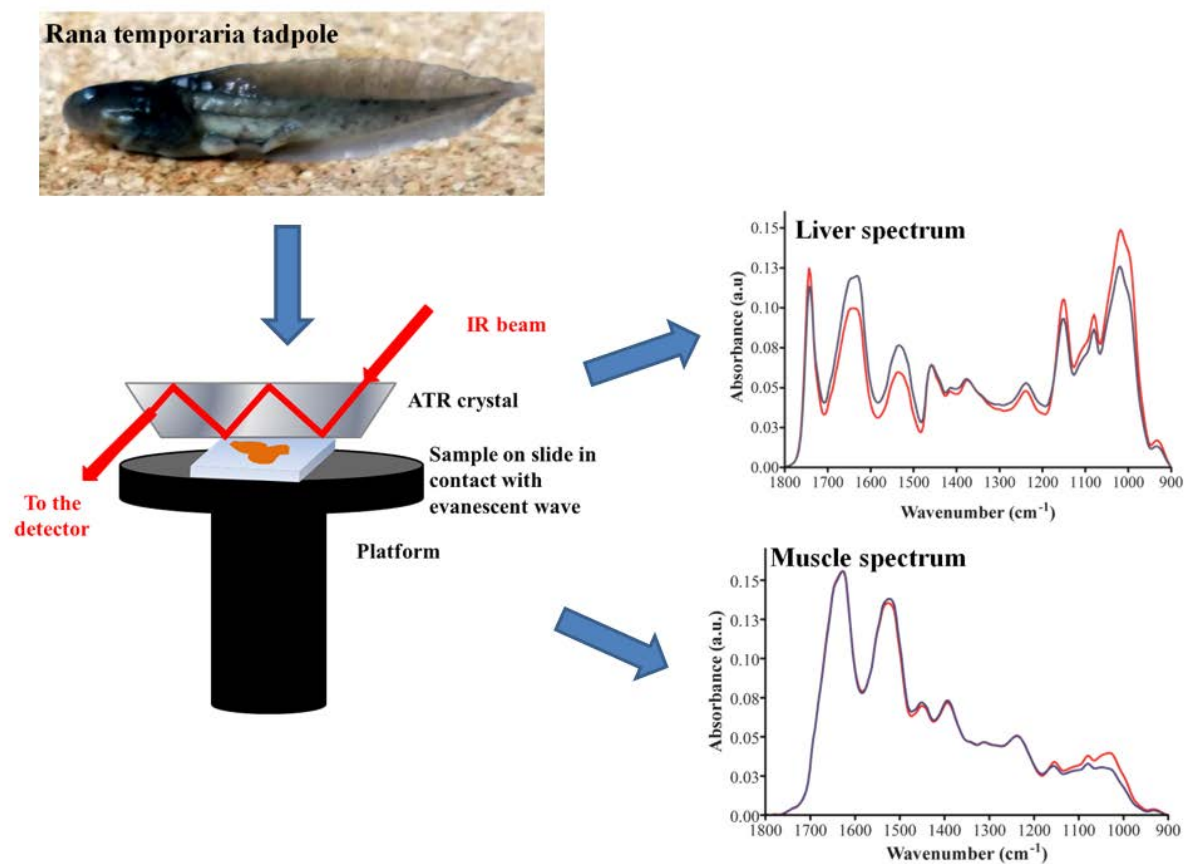 Rana temporaria tadpole
IR beam
ATR crystal
Sample on slide in
contact with
evanescent wave
To the
detector
Platform
Liver spectrum
Absorbance (a.u)
0.15
0.13
0.10
0.08
0.05
0.03
0.00
1800 1700 1600 1500 1400 1300 1200 1100 1000 900
Wavenumber (cm⁻¹)
Muscle spectrum
Absorbance (a.u.)
0.15
0.13
0.10
0.08
0.05
0.03
0.00
1800 1700 1600 1500 1400 1300 1200 1100 1000 900
Wavenumber (cm⁻¹)